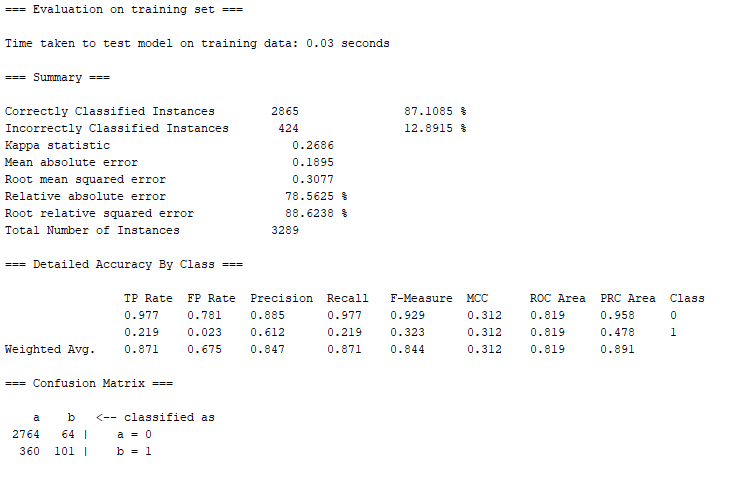 === Evaluation on training set ===
Time taken to test model on training data: 0.03 seconds
=== Summary ===
Correctly Classified Instances        2865               87.1085 %
Incorrectly Classified Instances       424               12.8915 %
Kappa statistic                          0.2686
Mean absolute error                      0.1895
Root mean squared error                  0.3077
Relative absolute error                 78.5625 %
Root relative squared error             88.6238 %
Total Number of Instances             3289
=== Detailed Accuracy By Class ===
                 TP Rate  FP Rate  Precision  Recall   F-Measure  MCC      ROC Area  PRC Area  Class
                 0.977    0.781    0.885      0.977    0.929      0.312    0.819     0.958     0
                 0.219    0.023    0.612      0.219    0.323      0.312    0.819     0.478     1
Weighted Avg.    0.871    0.675    0.847      0.871    0.844      0.312    0.819     0.891
=== Confusion Matrix ===
    a    b   <-- classified as
 2764   64 |    a = 0
  360  101 |    b = 1